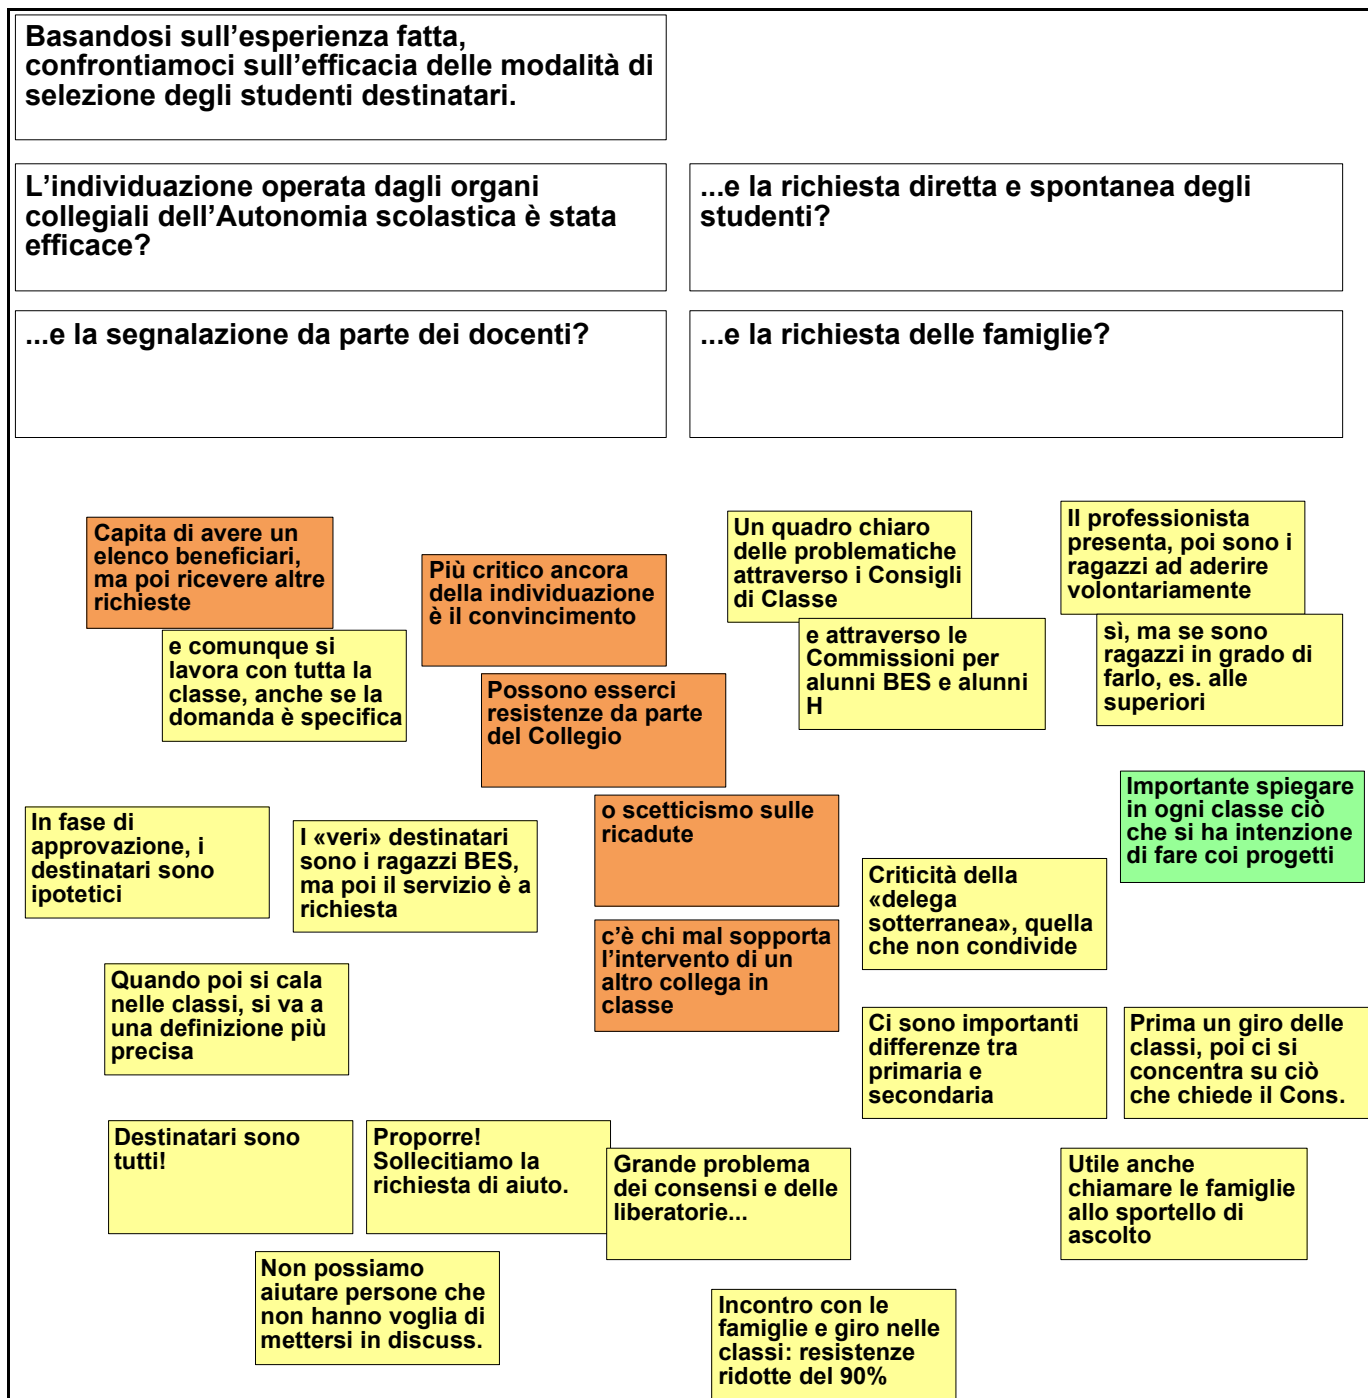 Basandosi sull'esperienza fatta,
confrontiamoci sull'efficacia delle modalità di
selezione degli studenti destinatari.
L'individuazione operata dagli organi
collegiali dell'Autonomia scolastica è stata
efficace?
...e la richiesta diretta e spontanea degli
studenti?
...e la segnalazione da parte dei docenti?
...e la richiesta delle famiglie?
Capita di avere un
elenco beneficiari,
ma poi ricevere altre
richieste
e comunque si
lavora con tutta la
classe, anche se la
domanda è specifica
Più critico ancora
della individuazione
è il convincimento
Possono esserci
resistenze da parte
del Collegio
Un quadro chiaro
delle problematiche
attraverso i Consigli
di Classe
e attraverso le
Commissioni per
alunni BES e alunni
H
Il professionista
presenta, poi sono i
ragazzi ad aderire
volontariamente
sì, ma se sono
ragazzi in grado di
farlo, es. alle
superiori
In fase di
approvazione, i
destinatari sono
ipotetici
I «veri» destinatari
sono i ragazzi BES,
ma poi il servizio è a
richiesta
o scetticismo sulle
ricadute
Importante spiegare
in ogni classe ciò
che si ha intenzione
di fare coi progetti
Criticità della
«delega
sotterranea», quella
che non condivide
c'è chi mal sopporta
l'intervento di un
altro collega in
classe
Quando poi si cala
nelle classi, si va a
una definizione più
precisa
Ci sono importanti
differenze tra
primaria e
secondaria
Prima un giro delle
classi, poi ci si
concentra su ciò
che chiede il Cons.
Destinatari sono
tutti!
Proporre!
Sollecitiamo la
richiesta di aiuto.
Grande problema
dei consensi e delle
liberatorie...
Utile anche
chiamare le famiglie
allo sportello di
ascolto
Non possiamo
aiutare persone che
non hanno voglia di
mettersi in discuss.
Incontro con le
famiglie e giro nelle
classi: resistenze
ridotte del 90%